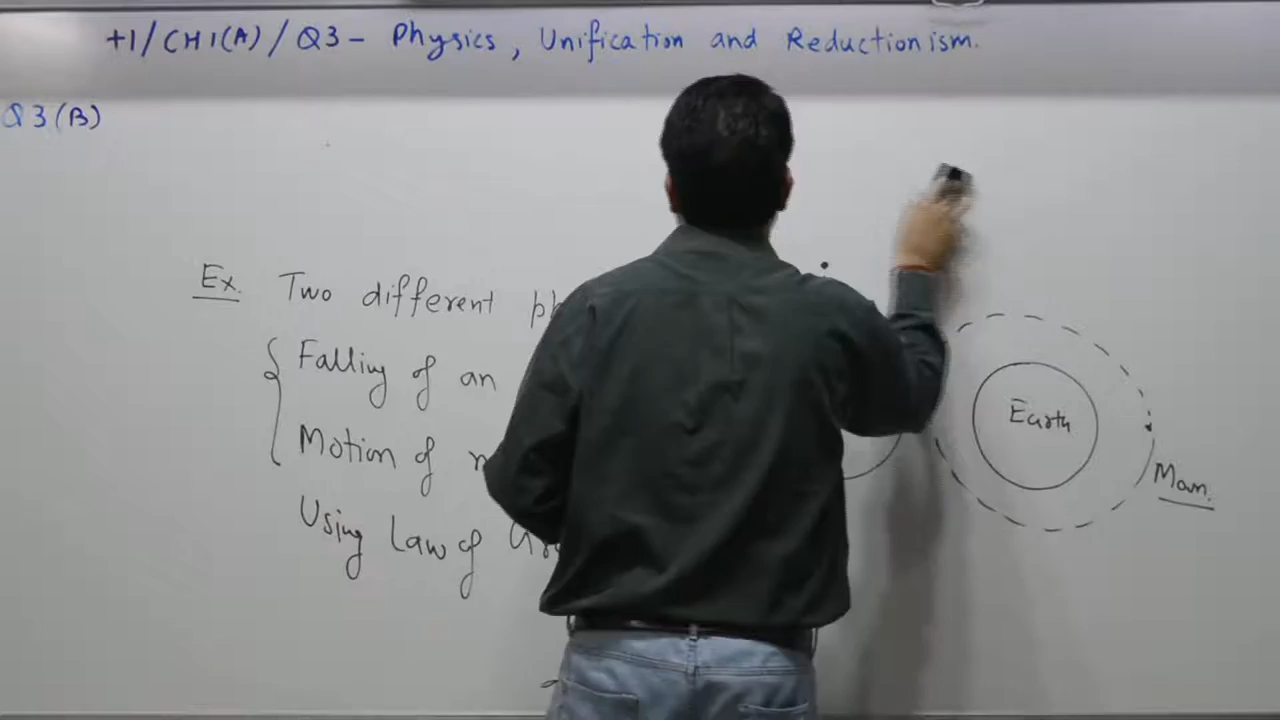 +1/CH1(A)/Q3- Physics, Unification and Reductionism.
Q3(B)
Ex. Two different
Falling of an
Motion of
Using Law of
Earth